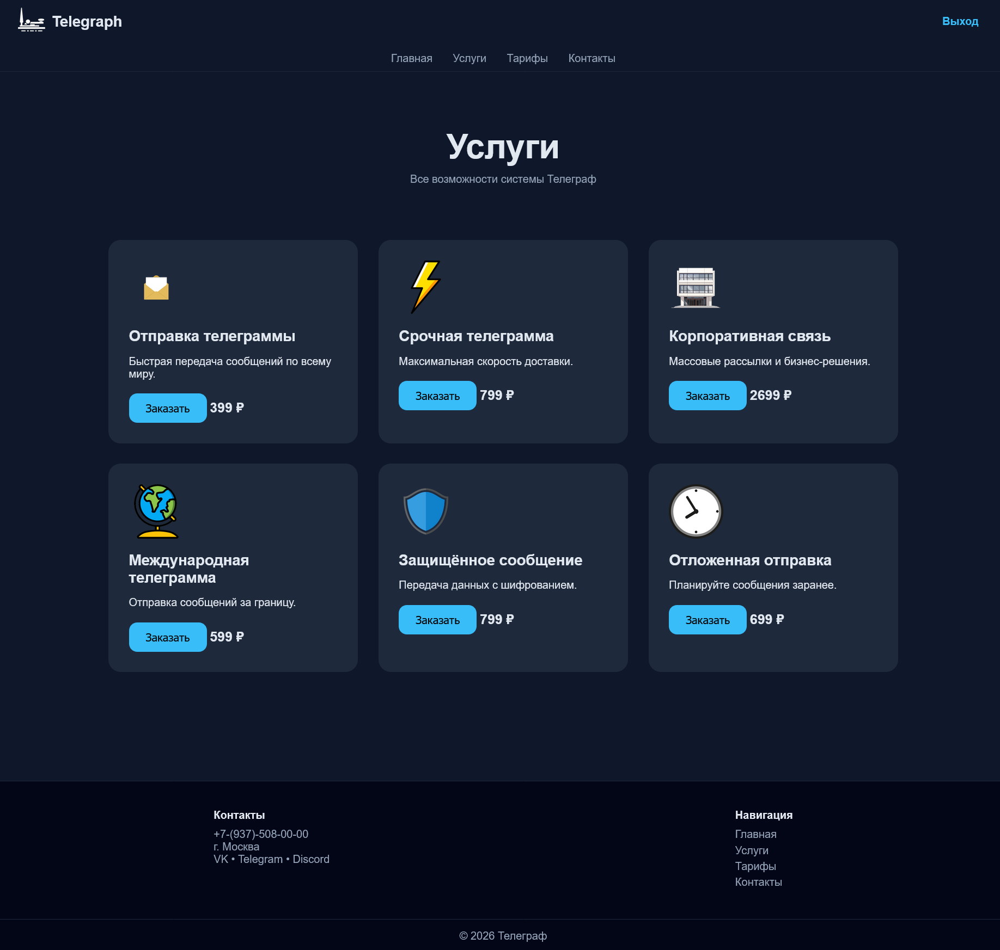 Telegraph
Выход
Главная Услуги Тарифы Контакты
Услуги
Все возможности системы Телеграф
Отправка телеграммы
Быстрая передача сообщений по всему
миру.
Заказать 399 ₽
Срочная телеграмма
Максимальная скорость доставки.
Заказать 799 ₽
Корпоративная связь
Массовые рассылки и бизнес-решения.
Заказать 2699 ₽
Международная
телеграмма
Отправка сообщений за границу.
Заказать 599 ₽
Защищённое сообщение
Передача данных с шифрованием.
Заказать 799 ₽
Отложенная отправка
Планируйте сообщения заранее.
Заказать 699 ₽
Контакты
+7-(937)-508-00-00
г. Москва
VK • Telegram • Discord
Навигация
Главная
Услуги
Тарифы
Контакты
© 2026 Телеграф